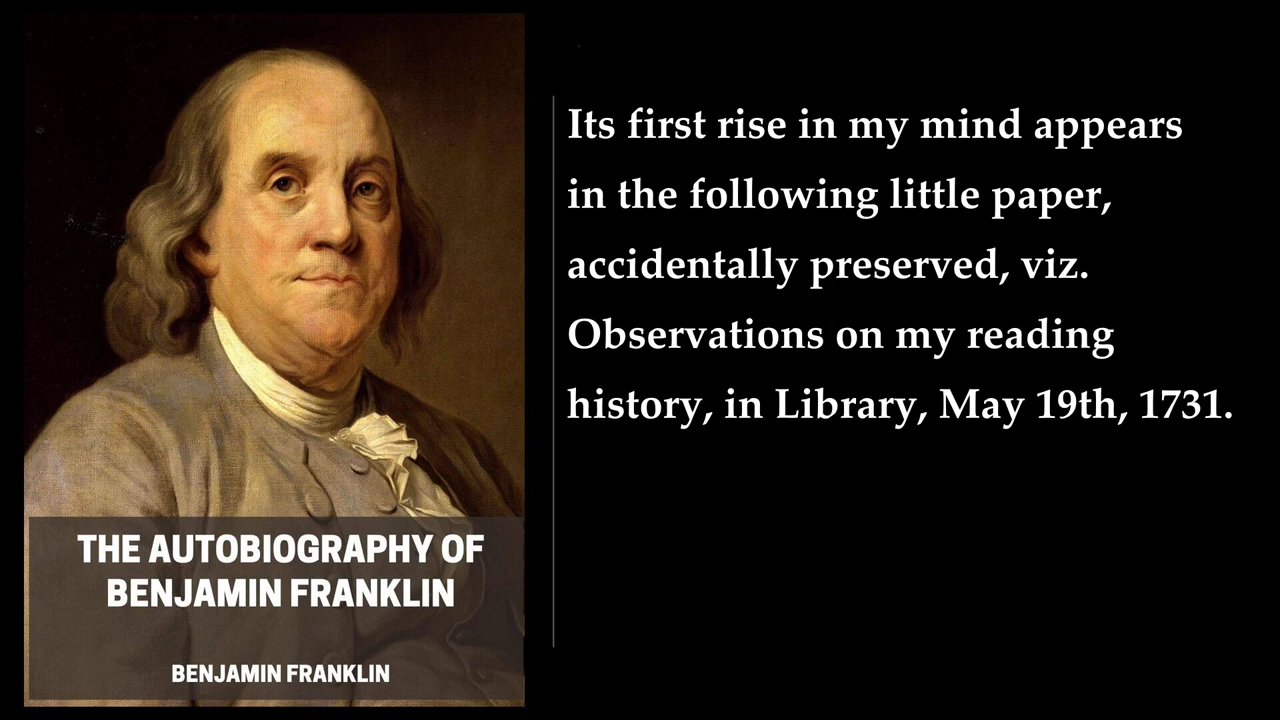 THE AUTOBIOGRAPHY OF
BENJAMIN FRANKLIN
BENJAMIN FRANKLIN
Its first rise in my mind appears
in the following little paper,
accidentally preserved, viz.
Observations on my reading
history, in Library, May 19th, 1731.